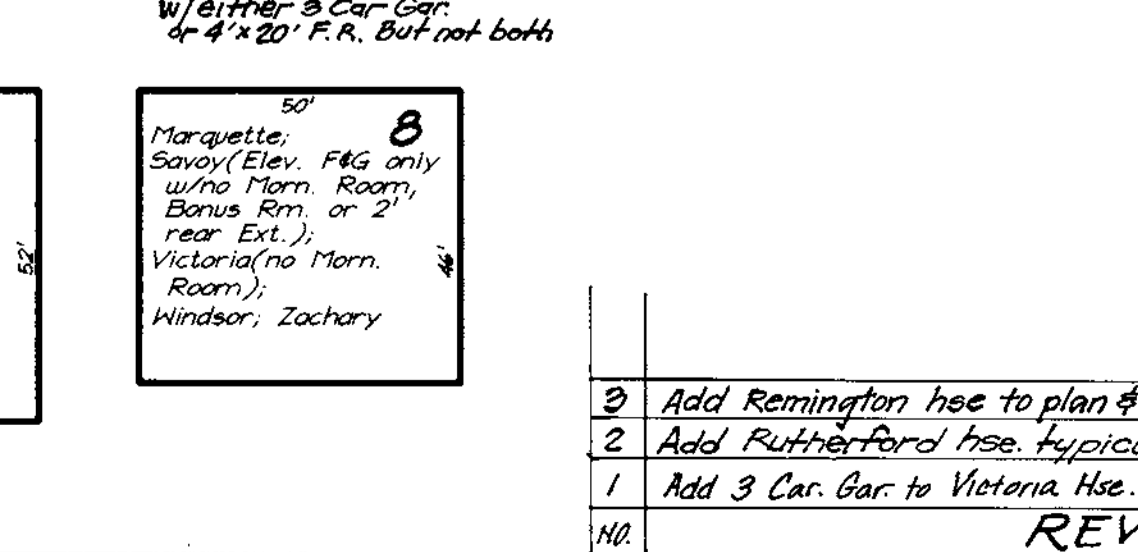 w/either 3 Car Gar.
or 4'x20' F.R. But not both
52'
50'
8
Marquette;
Savoy(Elev. F&G only
w/no Morn. Room,
Bonus Rm. or 2'
rear Ext.);
Victoria(no Morn.
Room);
Windsor; Zachary
46'
3 Add Remington hse to plan &
2 Add Rutherford hse. typic
1 Add 3 Car. Gar. to Victoria Hse.
NO. REV